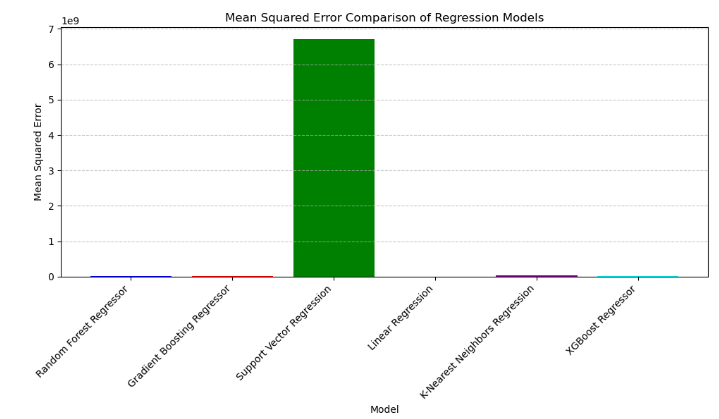 Mean Squared Error Comparison of Regression Models
1e9
7
6
5
4
3
2
1
0
Mean Squared Error
Random Forest Regressor
Gradient Boosting Regressor
Support Vector Regression
Linear Regression
K-Nearest Neighbors Regression
XGBoost Regressor
Model